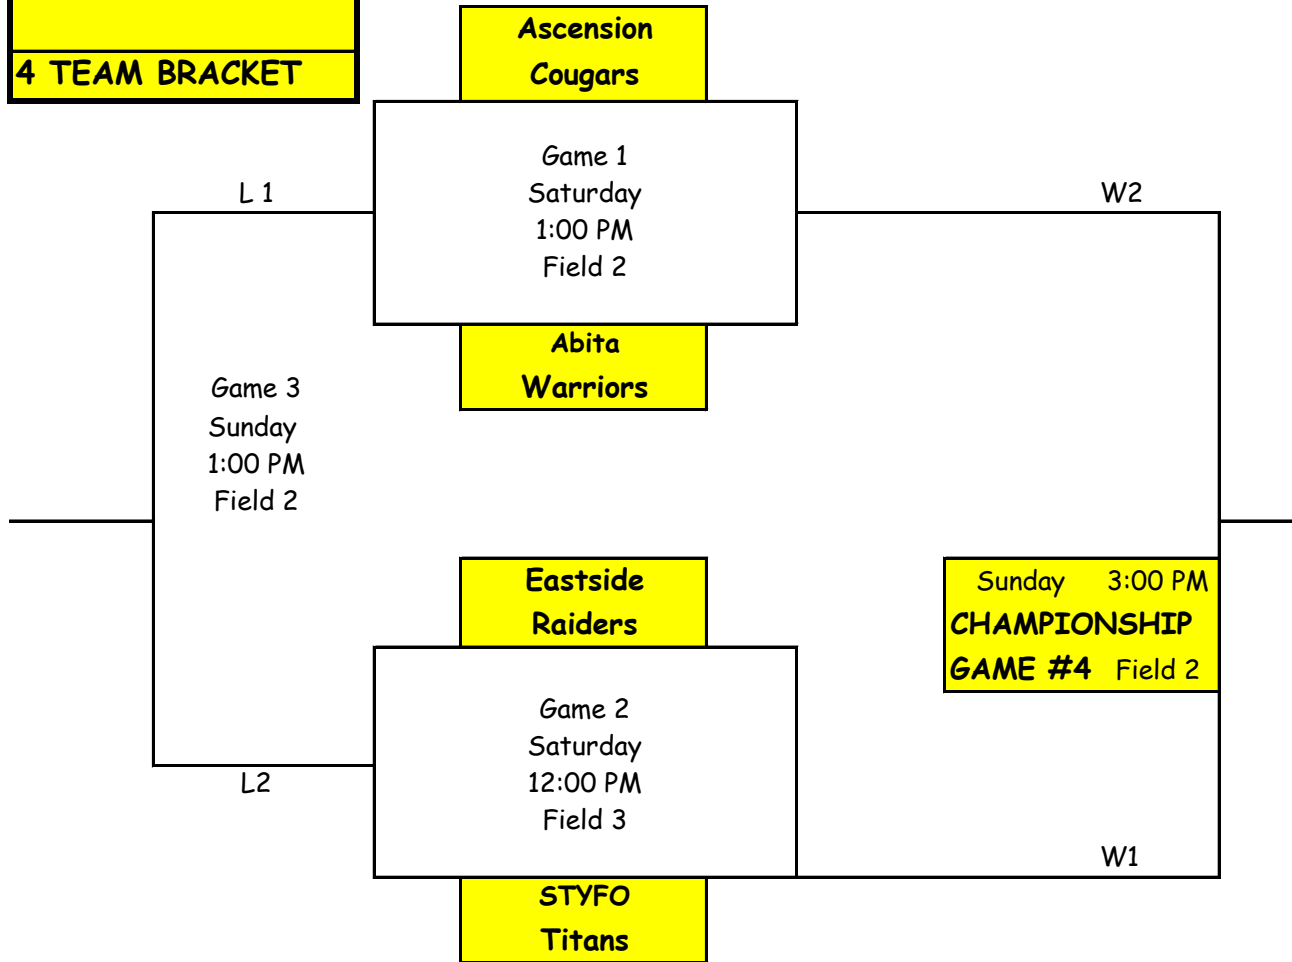 4 TEAM BRACKET
Ascension
Cougars
Game 1
Saturday
1:00 PM
Field 2
L 1
W2
Abita
Warriors
Game 3
Sunday
1:00 PM
Field 2
Eastside
Raiders
Sunday 3:00 PM
CHAMPIONSHIP
GAME #4 Field 2
Game 2
Saturday
12:00 PM
Field 3
L2
W1
STYFO
Titans